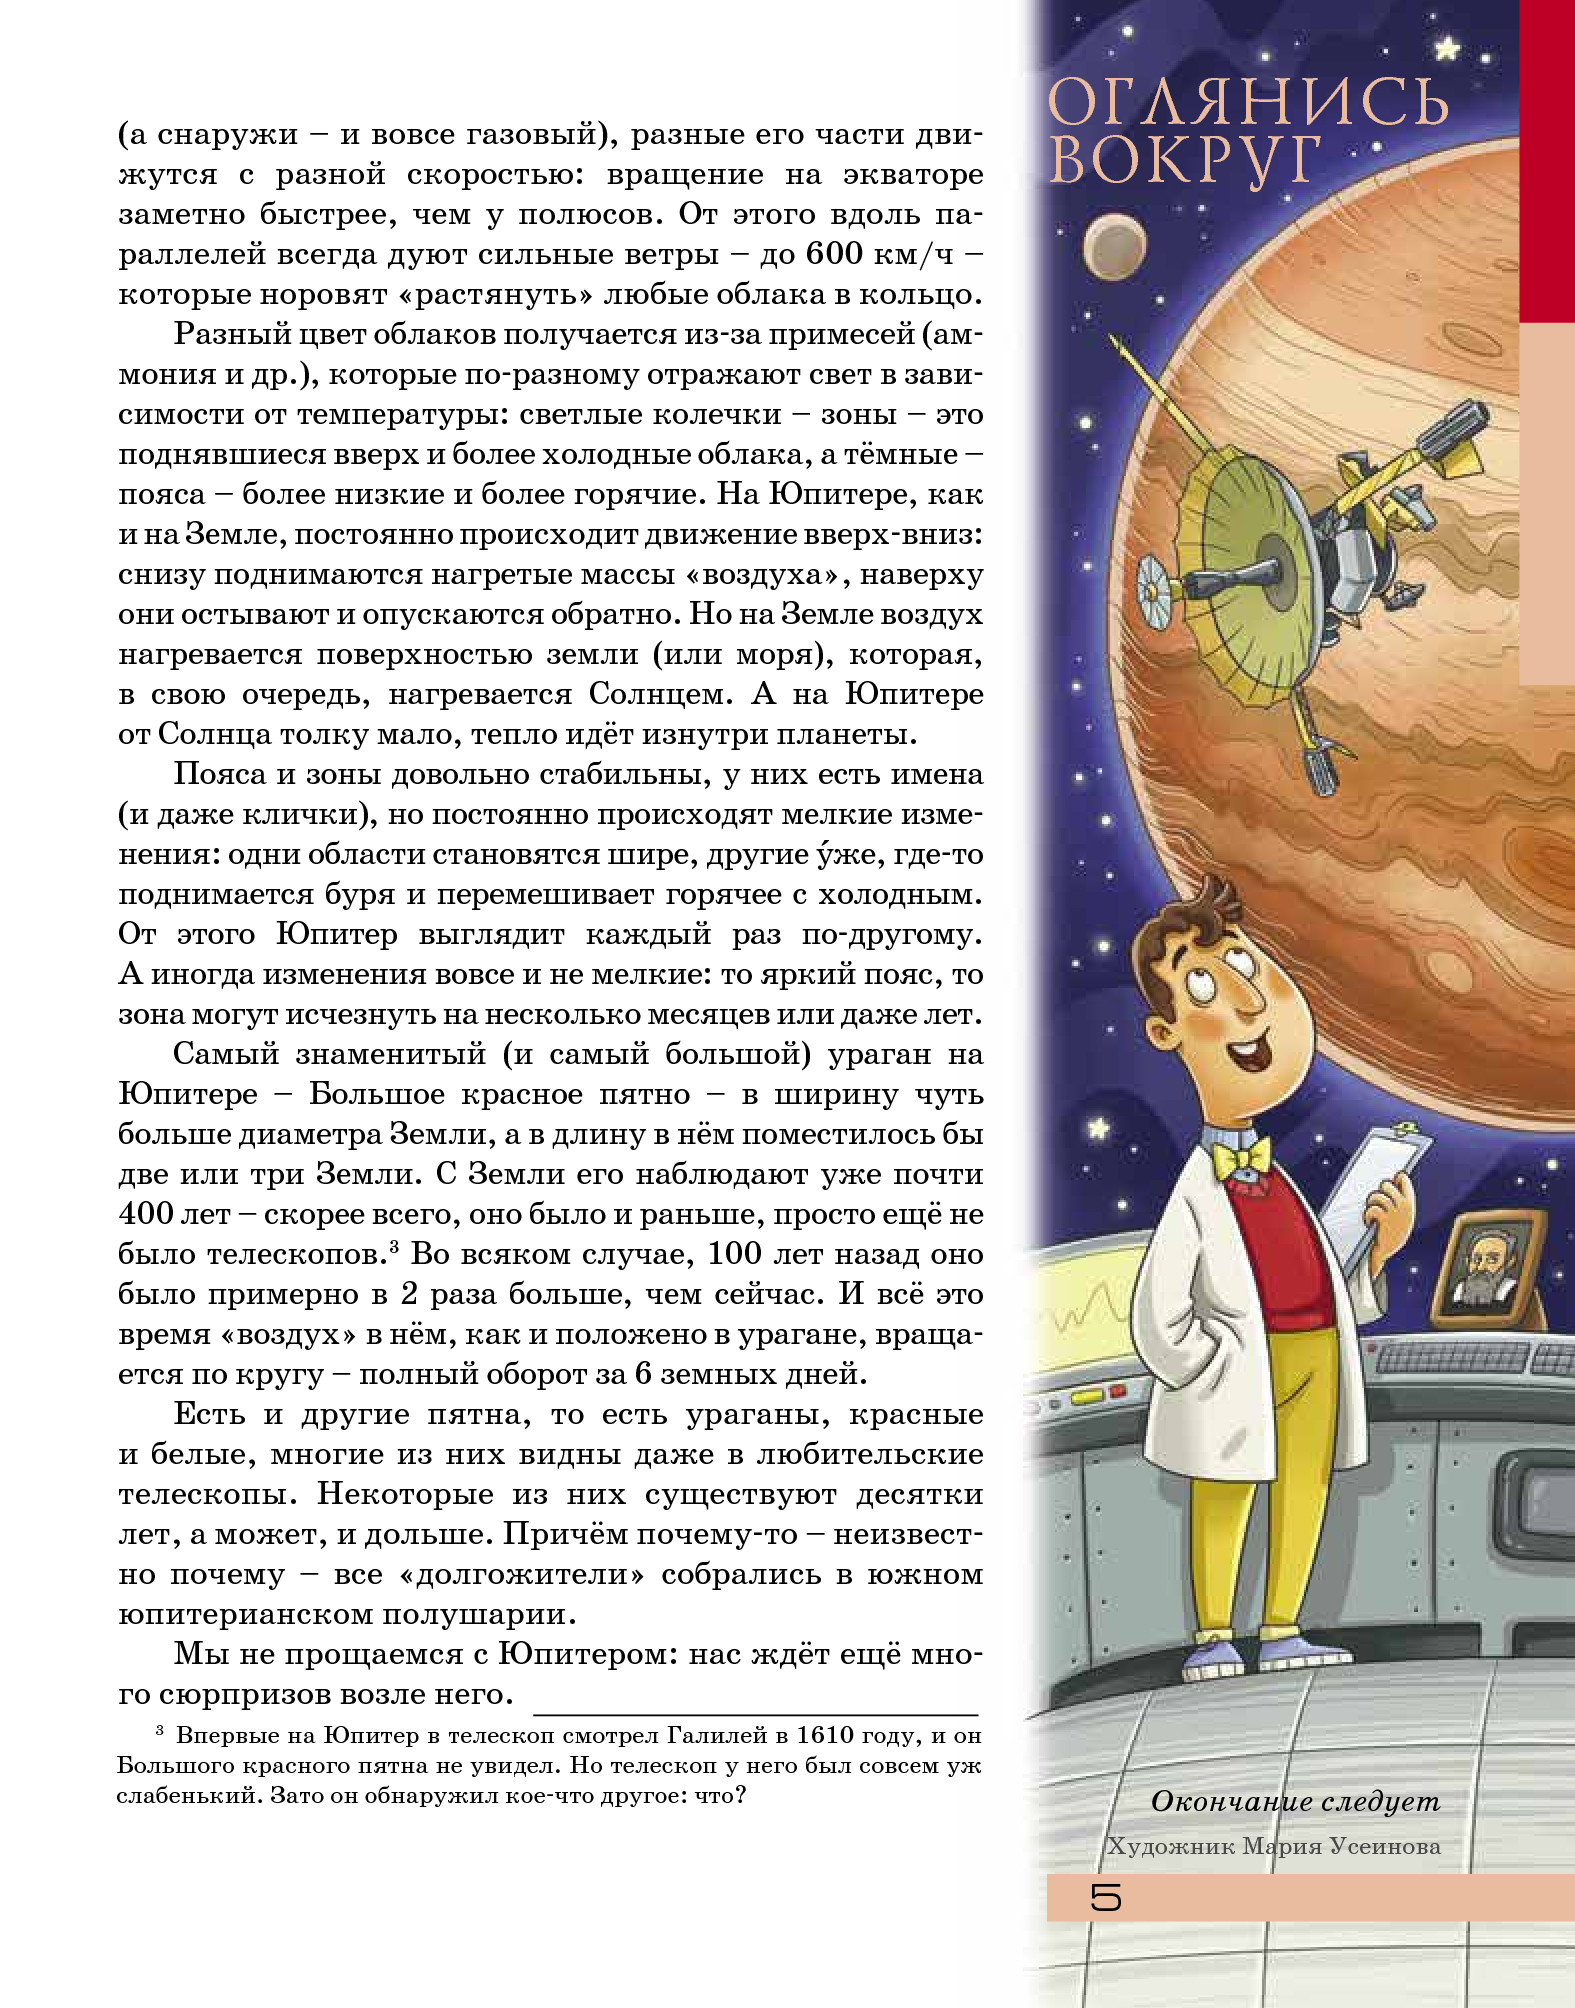 ОГЛЯНИСЬ
ВОКРУГ
(а снаружи – и вовсе газовый), разные его части дви-
жутся с разной скоростью: вращение на экваторе
заметно быстрее, чем у полюсов. От этого вдоль па-
раллелей всегда дуют сильные ветры – до 600 км/ч –
которые норовят «растянуть» любые облака в кольцо.
Разный цвет облаков получается из-за примесей (ам-
мония и др.), которые по-разному отражают свет в зави-
симости от температуры: светлые колечки – зоны – это
поднявшиеся вверх и более холодные облака, а тёмные –
пояса – более низкие и более горячие. На Юпитере, как
и на Земле, постоянно происходит движение вверх-вниз:
снизу поднимаются нагретые массы «воздуха», наверху
они остывают и опускаются обратно. Но на Земле воздух
нагревается поверхностью земли (или моря), которая,
в свою очередь, нагревается Солнцем. А на Юпитере
от Солнца толку мало, тепло идёт изнутри планеты.
Пояса и зоны довольно стабильны, у них есть имена
(и даже клички), но постоянно происходят мелкие изме-
нения: одни области становятся шире, другие у́же, где-то
поднимается буря и перемешивает горячее с холодным.
От этого Юпитер выглядит каждый раз по-другому.
А иногда изменения вовсе и не мелкие: то яркий пояс, то
зона могут исчезнуть на несколько месяцев или даже лет.
Самый знаменитый (и самый большой) ураган на
Юпитере – Большое красное пятно – в ширину чуть
больше диаметра Земли, а в длину в нём поместилось бы
две или три Земли. С Земли его наблюдают уже почти
400 лет – скорее всего, оно было и раньше, просто ещё не
было телескопов.³ Во всяком случае, 100 лет назад оно
было примерно в 2 раза больше, чем сейчас. И всё это
время «воздух» в нём, как и положено в урагане, враща-
ется по кругу – полный оборот за 6 земных дней.
Есть и другие пятна, то есть ураганы, красные
и белые, многие из них видны даже в любительские
телескопы. Некоторые из них существуют десятки
лет, а может, и дольше. Причём почему-то – неизвест-
но почему – все «долгожители» собрались в южном
юпитерианском полушарии.
Мы не прощаемся с Юпитером: нас ждёт ещё мно-
го сюрпризов возле него.
³ Впервые на Юпитер в телескоп смотрел Галилей в 1610 году, и он
Большого красного пятна не увидел. Но телескоп у него был совсем уж
слабенький. Зато он обнаружил кое-что другое: что?
Окончание следует
Художник Мария Усеинова
5